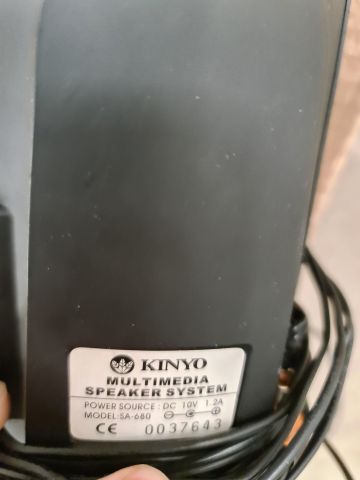 KINYO
MULTIMEDIA
SPEAKER SYSTEM
POWER SOURCE : DC 10V 1.2A
MODEL:SA-680
CE 0037643